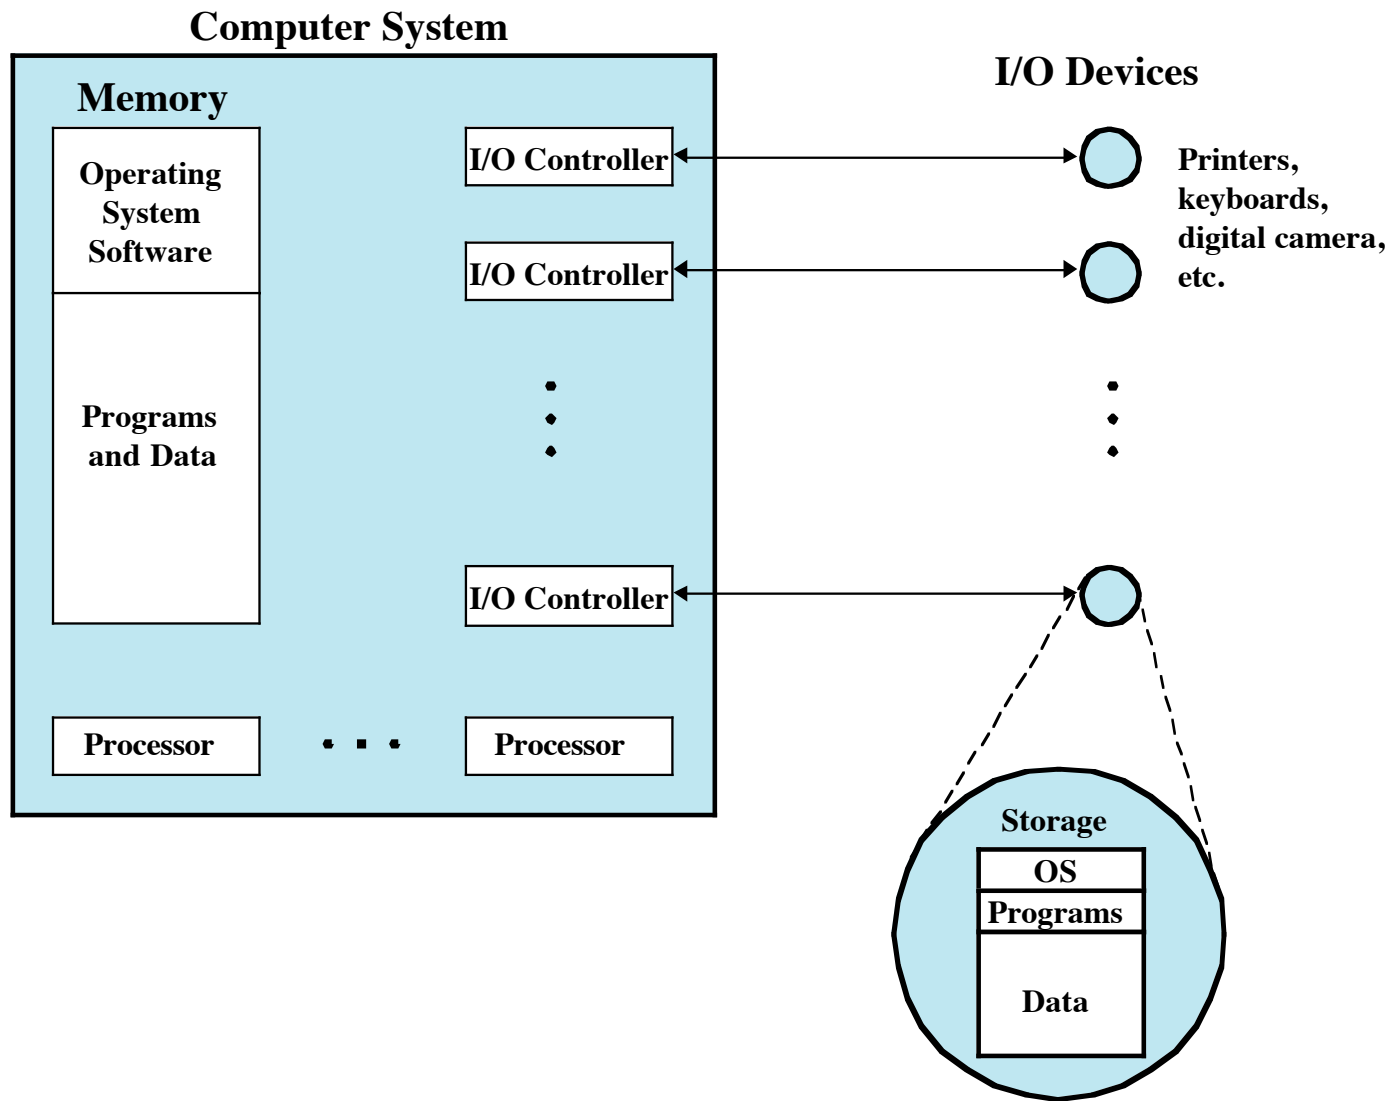 Computer System
I/O Devices
Memory
Operating
System
Software
Programs
and Data
I/O Controller
I/O Controller
I/O Controller
Printers,
keyboards,
digital camera,
etc.
Processor
Processor
Storage
OS
Programs
Data